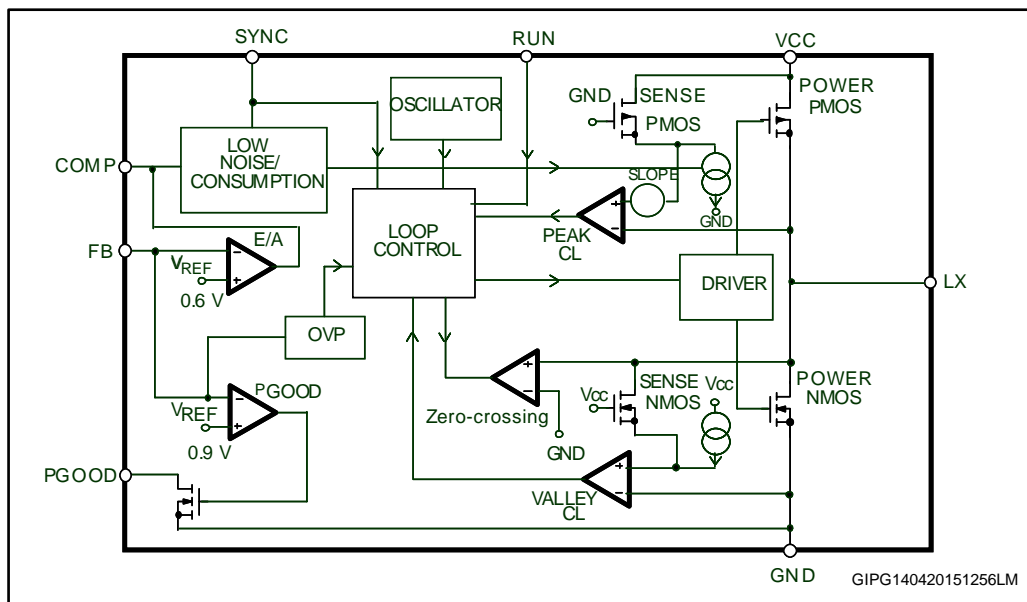 SYNC
RUN
VCC
OSCILLATOR
GND
SENSE
PMOS
POWER
PMOS
COMP
LOW
NOISE/
CONSUMPTION
SLOPE
+
-
GND
PEAK
CL
LOOP
CONTROL
FB
E/A
-
VREF
+
0.6 V
DRIVER
LX
OVP
PGOOD
-
VREF
+
0.9 V
+
-
Zero-crossing
GND
SENSE
NMOS
Vcc
Vcc
POWER
NMOS
PGOOD
+
-
VALLEY
CL
GND
GIPG140420151256LM